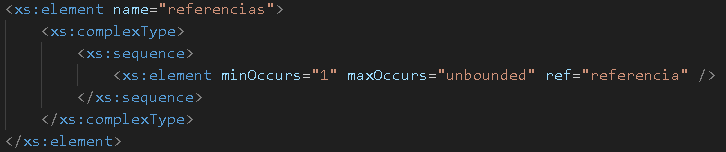 <xs:element name="referencias">
<xs:complexType>
<xs:sequence>
<xs:element minOccurs="1" maxOccurs="unbounded" ref="referencia" />
</xs:sequence>
</xs:complexType>
</xs:element>